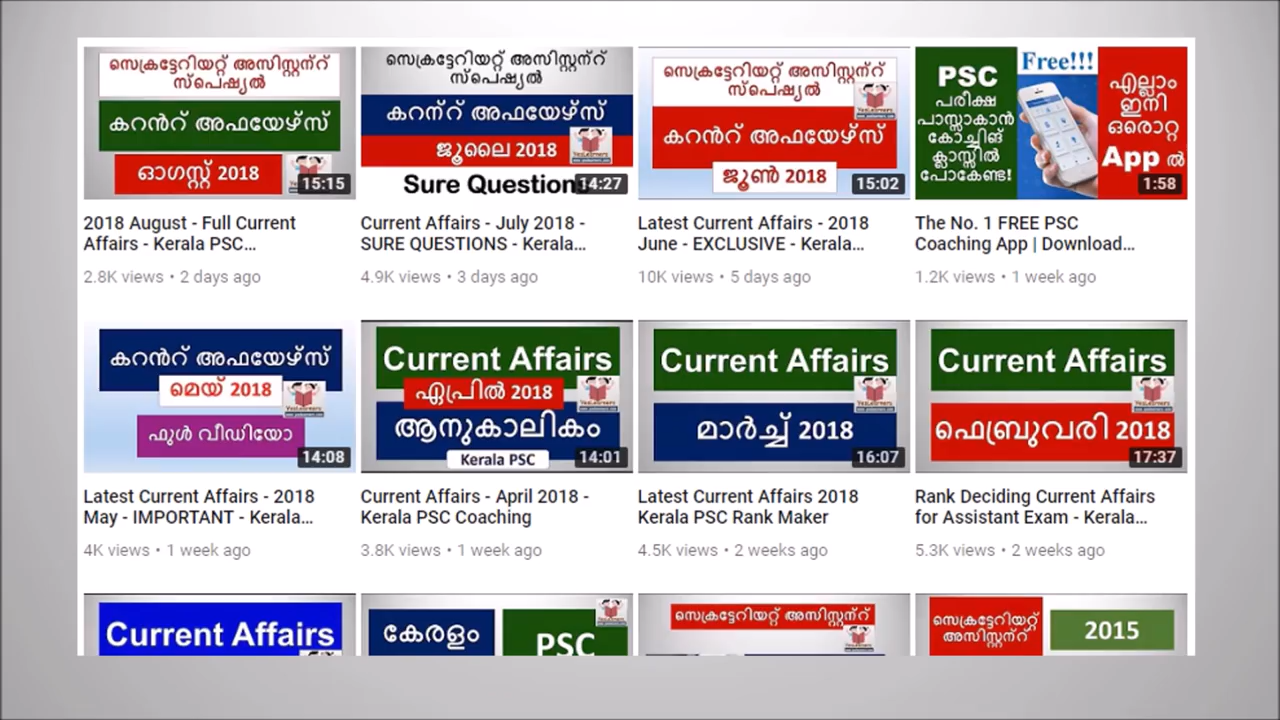 സെക്രട്ടേറിയറ്റ് അസിസ്റ്റന്റ്
സ്പെഷ്യൽ
കറൻറ് അഫയേഴ്സ്
ഓഗസ്റ്റ് 2018
15:15
2018 August - Full Current
Affairs - Kerala PSC...
2.8K views • 2 days ago
സെക്രട്ടേറിയറ്റ് അസിസ്റ്റന്റ്
സ്പെഷ്യൽ
കറന്റ് അഫയേഴ്സ്
ജൂലൈ 2018
Sure Question
14:27
Current Affairs - July 2018 -
SURE QUESTIONS - Kerala...
4.9K views • 3 days ago
സെക്രട്ടേറിയറ്റ് അസിസ്റ്റന്റ്
സ്പെഷ്യൽ
കറൻറ് അഫയേഴ്സ്
ജൂൺ 2018
15:02
Latest Current Affairs - 2018
June - EXCLUSIVE - Kerala...
10K views • 5 days ago
PSC
പരീക്ഷ
പാസ്സാകാൻ
കോച്ചിങ്
ക്ലാസ്സിൽ
പോകേണ്ട!
Free!!!
എല്ലാം
ഇനി
ഒരൊറ്റ
App ൽ
1:58
The No. 1 FREE PSC
Coaching App | Download...
1.2K views • 1 week ago
കറൻറ് അഫയേഴ്സ്
മെയ് 2018
ഫുൾ വീഡിയോ
14:08
Latest Current Affairs - 2018
May - IMPORTANT - Kerala...
4K views • 1 week ago
Current Affairs
ഏപ്രിൽ 2018
ആനുകാലികം
Kerala PSC
14:01
Current Affairs - April 2018 -
Kerala PSC Coaching
3.8K views • 1 week ago
Current Affairs
മാർച്ച് 2018
16:07
Latest Current Affairs 2018
Kerala PSC Rank Maker
4.5K views • 2 weeks ago
Current Affairs
ഫെബ്രുവരി 2018
17:37
Rank Deciding Current Affairs
for Assistant Exam - Kerala...
5.3K views • 2 weeks ago
Current Affairs
കേരളം
PSC
സെക്രട്ടേറിയറ്റ് അസിസ്റ്റന്റ്
സെക്രട്ടേറിയറ്റ്
അസിസ്റ്റന്റ്
2015